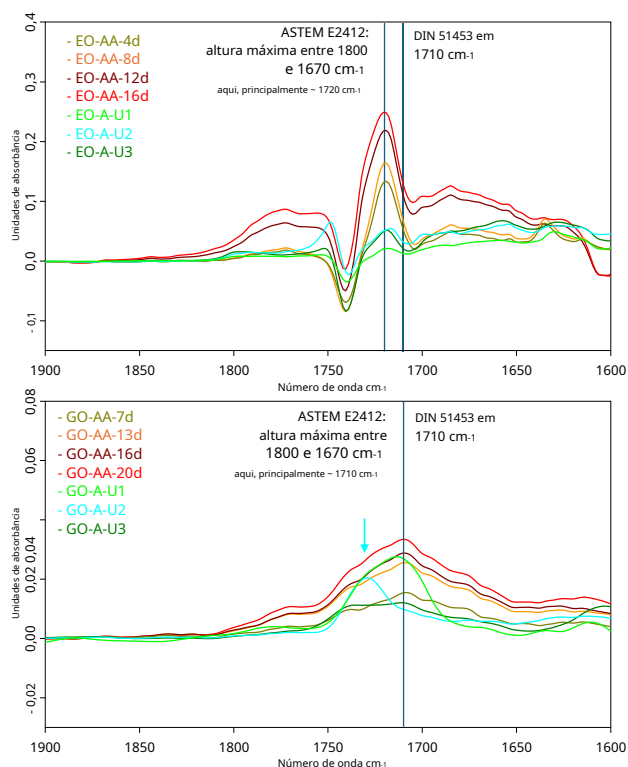 0,4
0,3
0,2
0,1
0,0
- 0,1
Unidades de absorbância
- EO-AA-4d
- EO-AA-8d
- EO-AA-12d
- EO-AA-16d
- EO-A-U1
- EO-A-U2
- EO-A-U3
ASTEM E2412:
altura máxima entre 1800
e 1670 cm-1
aqui, principalmente ~ 1720 cm-1
DIN 51453 em
1710 cm-1
1900 1850 1800 1750 1700 1650 1600
Número de onda cm-1
0,08
0,06
0,04
0,02
0,00
- 0,02
Unidades de absorbância
- GO-AA-7d
- GO-AA-13d
- GO-AA-16d
- GO-AA-20d
- GO-A-U1
- GO-A-U2
- GO-A-U3
ASTEM E2412:
altura máxima entre
1800 e 1670 cm-1
aqui, principalmente ~ 1710 cm-1
DIN 51453 em
1710 cm-1
1900 1850 1800 1750 1700 1650 1600
Número de onda cm-1